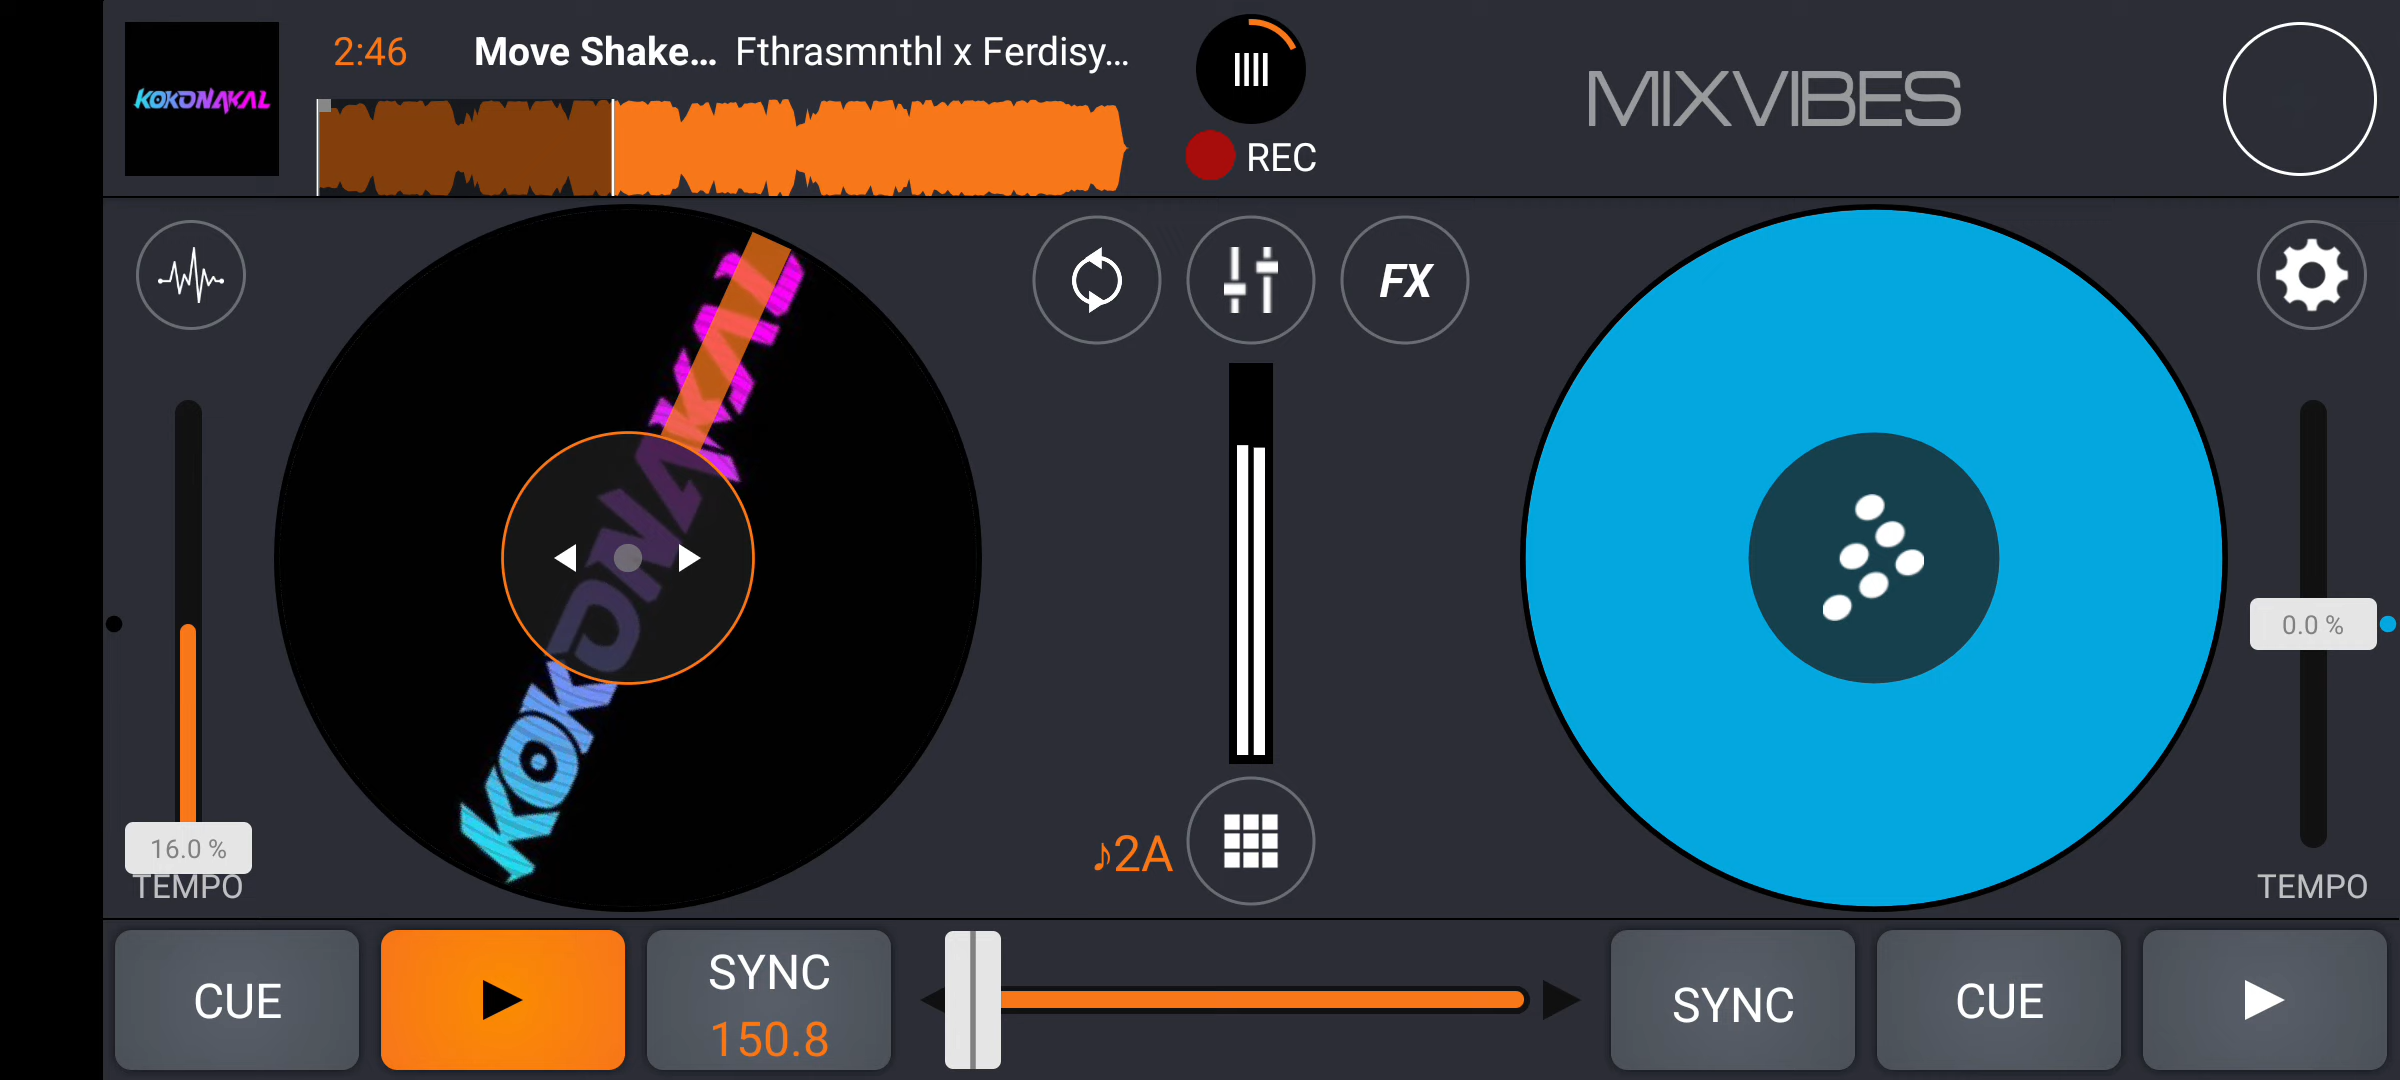 KOKONAKAL
2:46 Move Shake... Fthrasmnthl x Ferdisy...
REC
MIXVIBES
FX
KOKONAKAL
16.0 %
TEMPO
♪2A
0.0 %
TEMPO
CUE
SYNC
150.8
SYNC
CUE